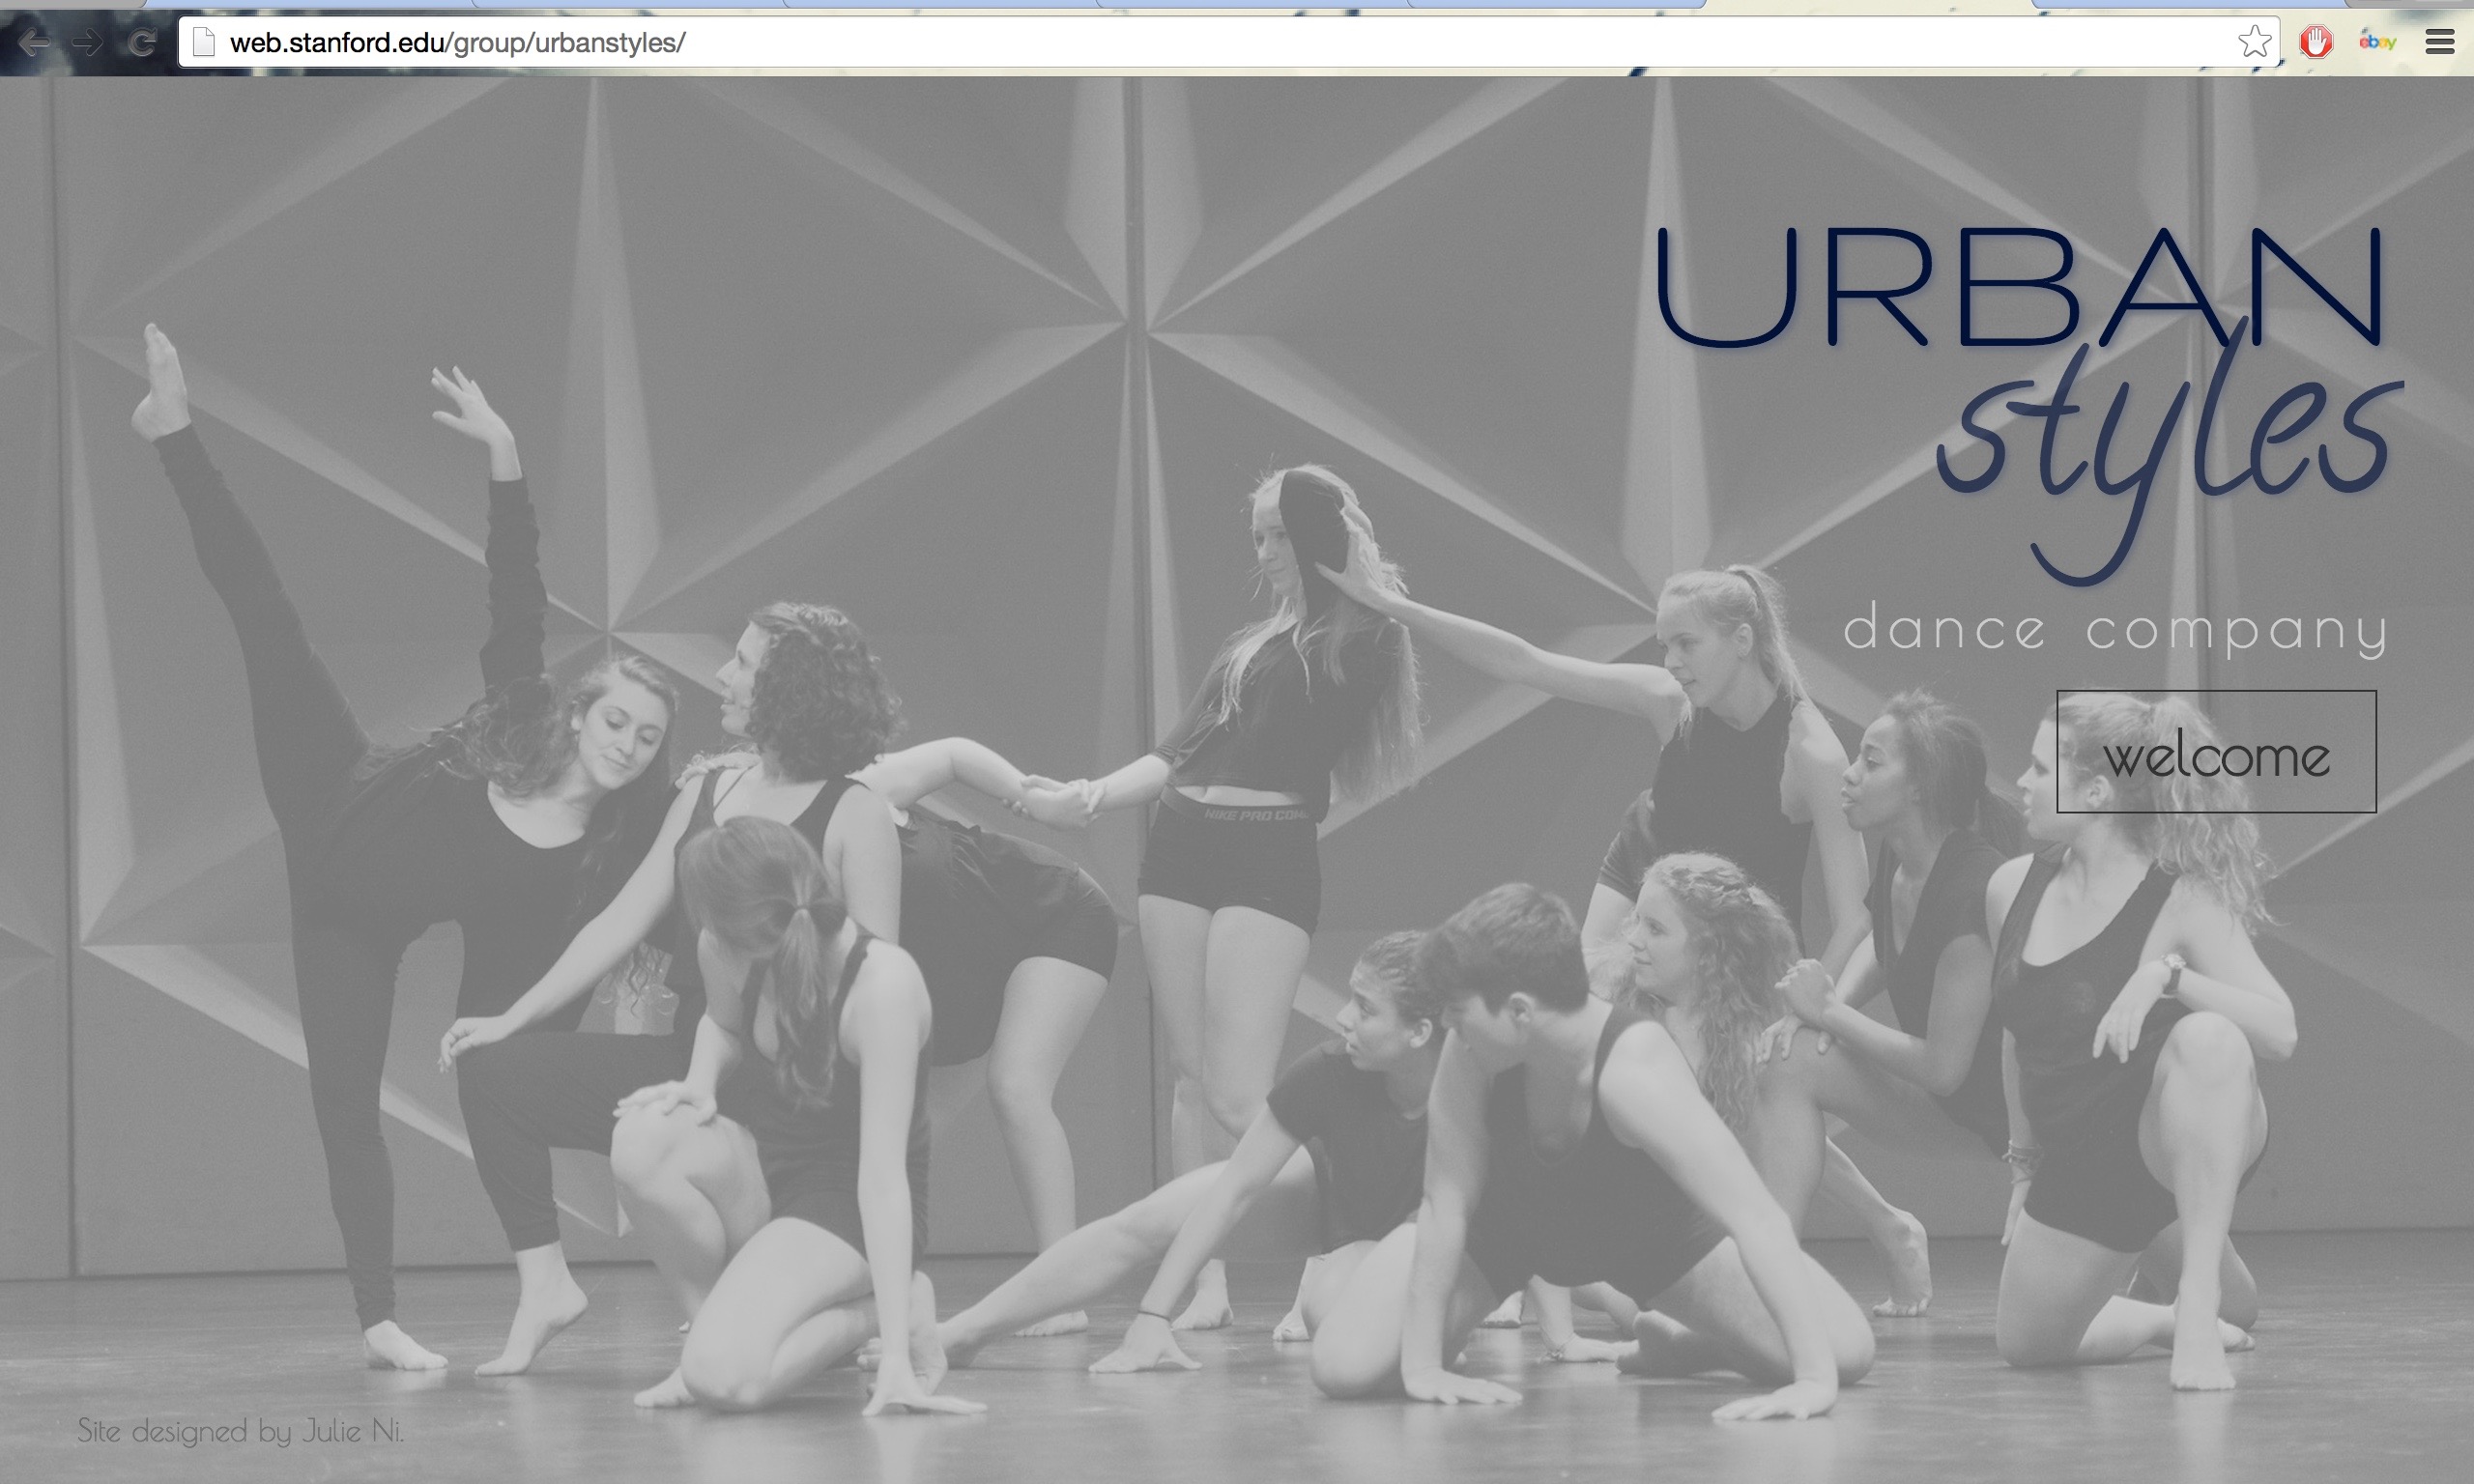 web.stanford.edu/group/urbanstyles/
ebay
URBAN
styles
dance company
welcome
NIKE PRO COM
Site designed by Julie Ni.